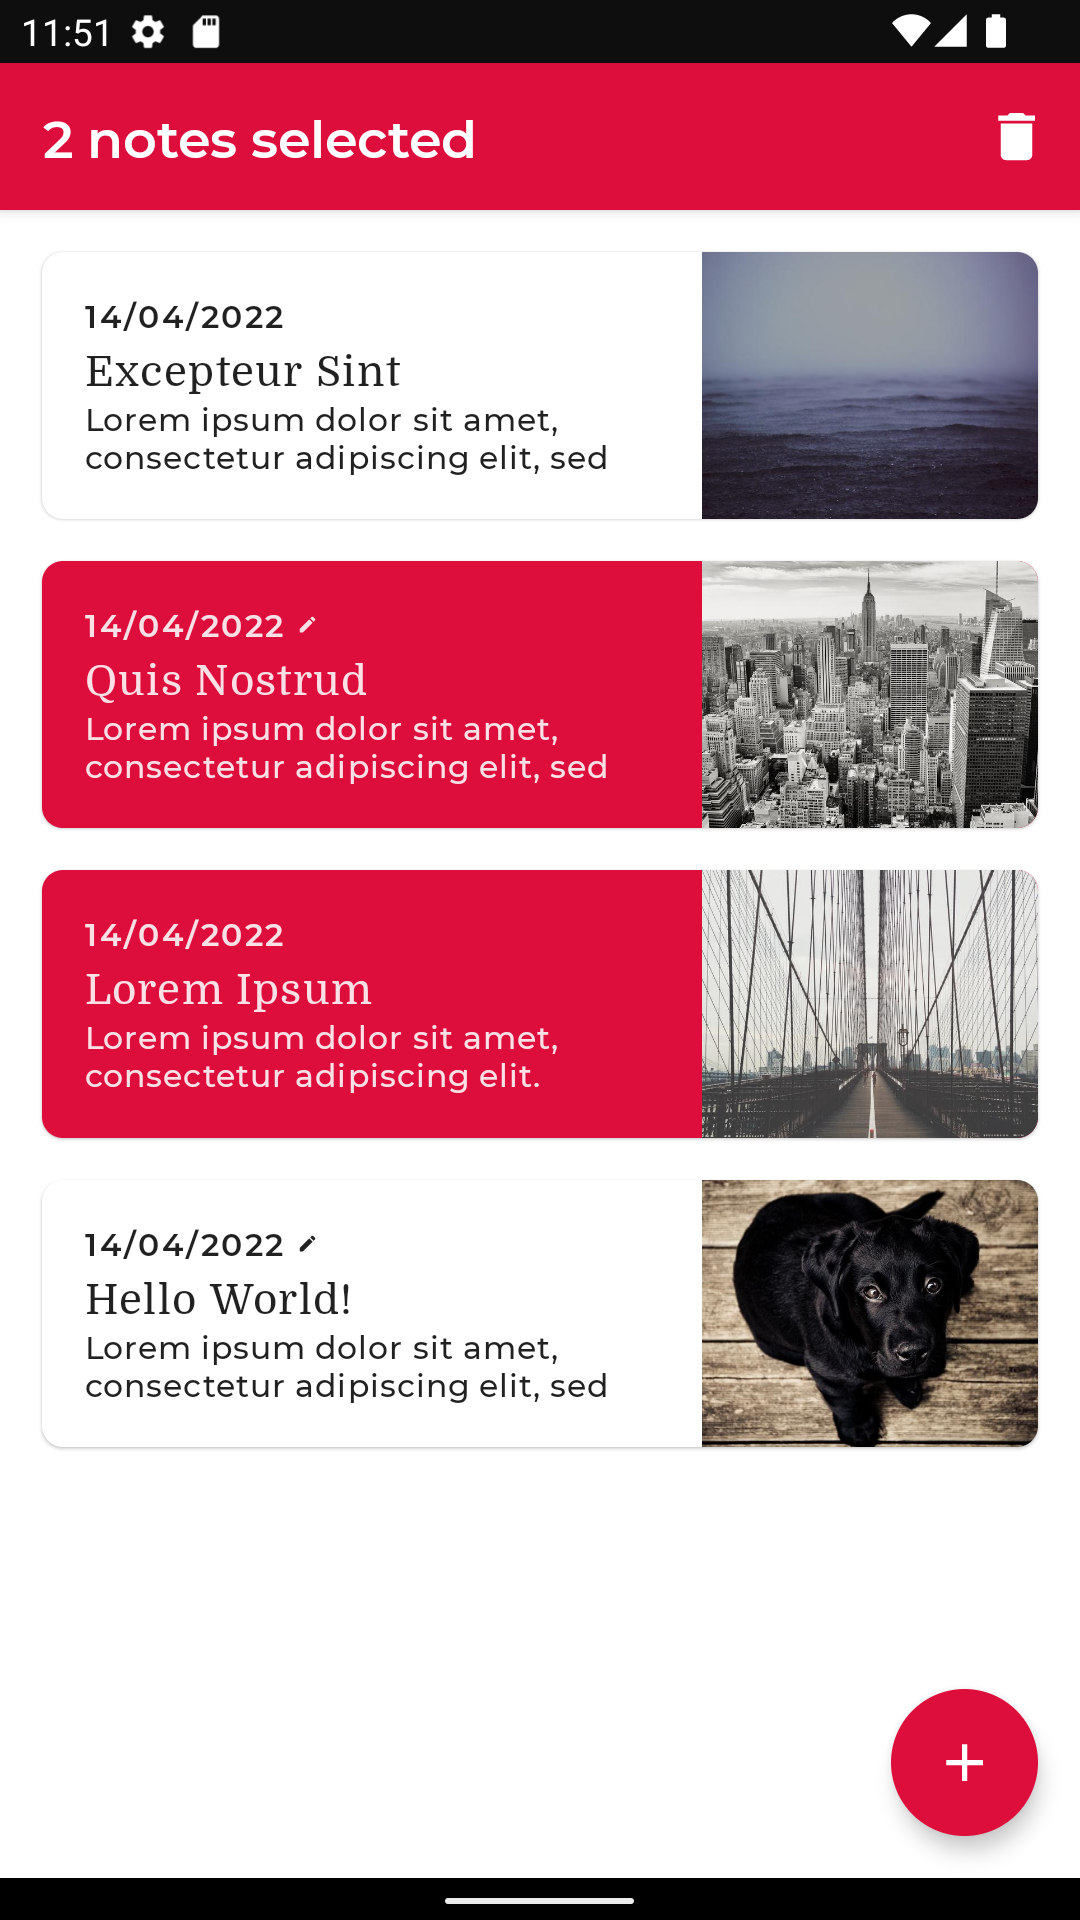 11:51
2 notes selected
14/04/2022
Excepteur Sint
Lorem ipsum dolor sit amet,
consectetur adipiscing elit, sed
14/04/2022
Quis Nostrud
Lorem ipsum dolor sit amet,
consectetur adipiscing elit, sed
14/04/2022
Lorem Ipsum
Lorem ipsum dolor sit amet,
consectetur adipiscing elit.
14/04/2022
Hello World!
Lorem ipsum dolor sit amet,
consectetur adipiscing elit, sed